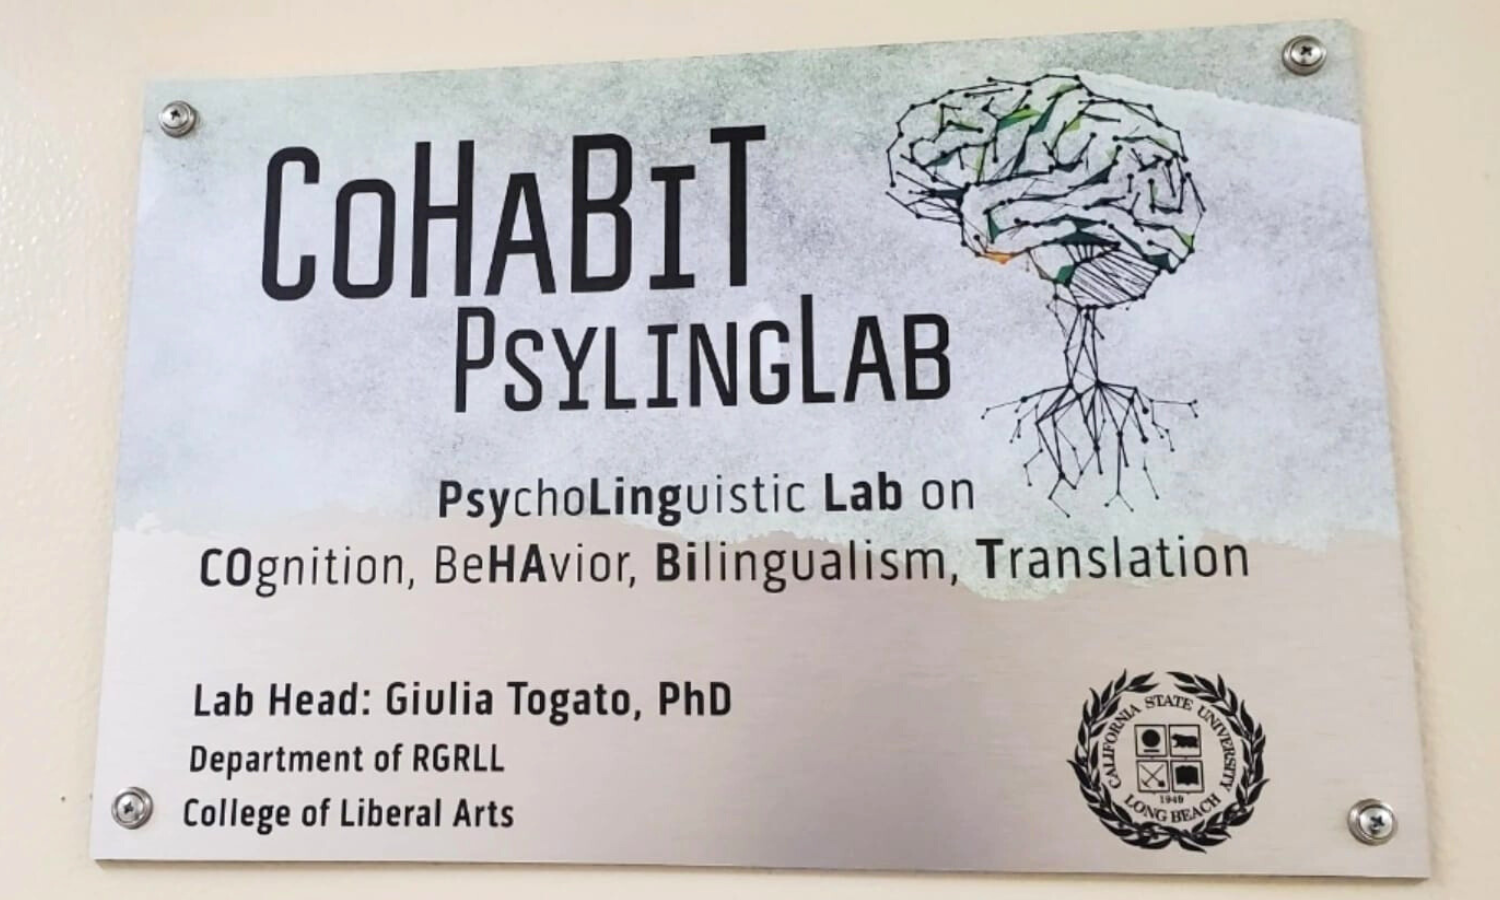 COHABIT
PSYLINGLAB
PsychoLinguistic Lab on
COgnition, BeHAvior, Bilingualism, Translation
Lab Head: Giulia Togato, PhD
Department of RGRLL
College of Liberal Arts
CALIFORNIA STATE UNIVERSITY
1949
LONG BEACH